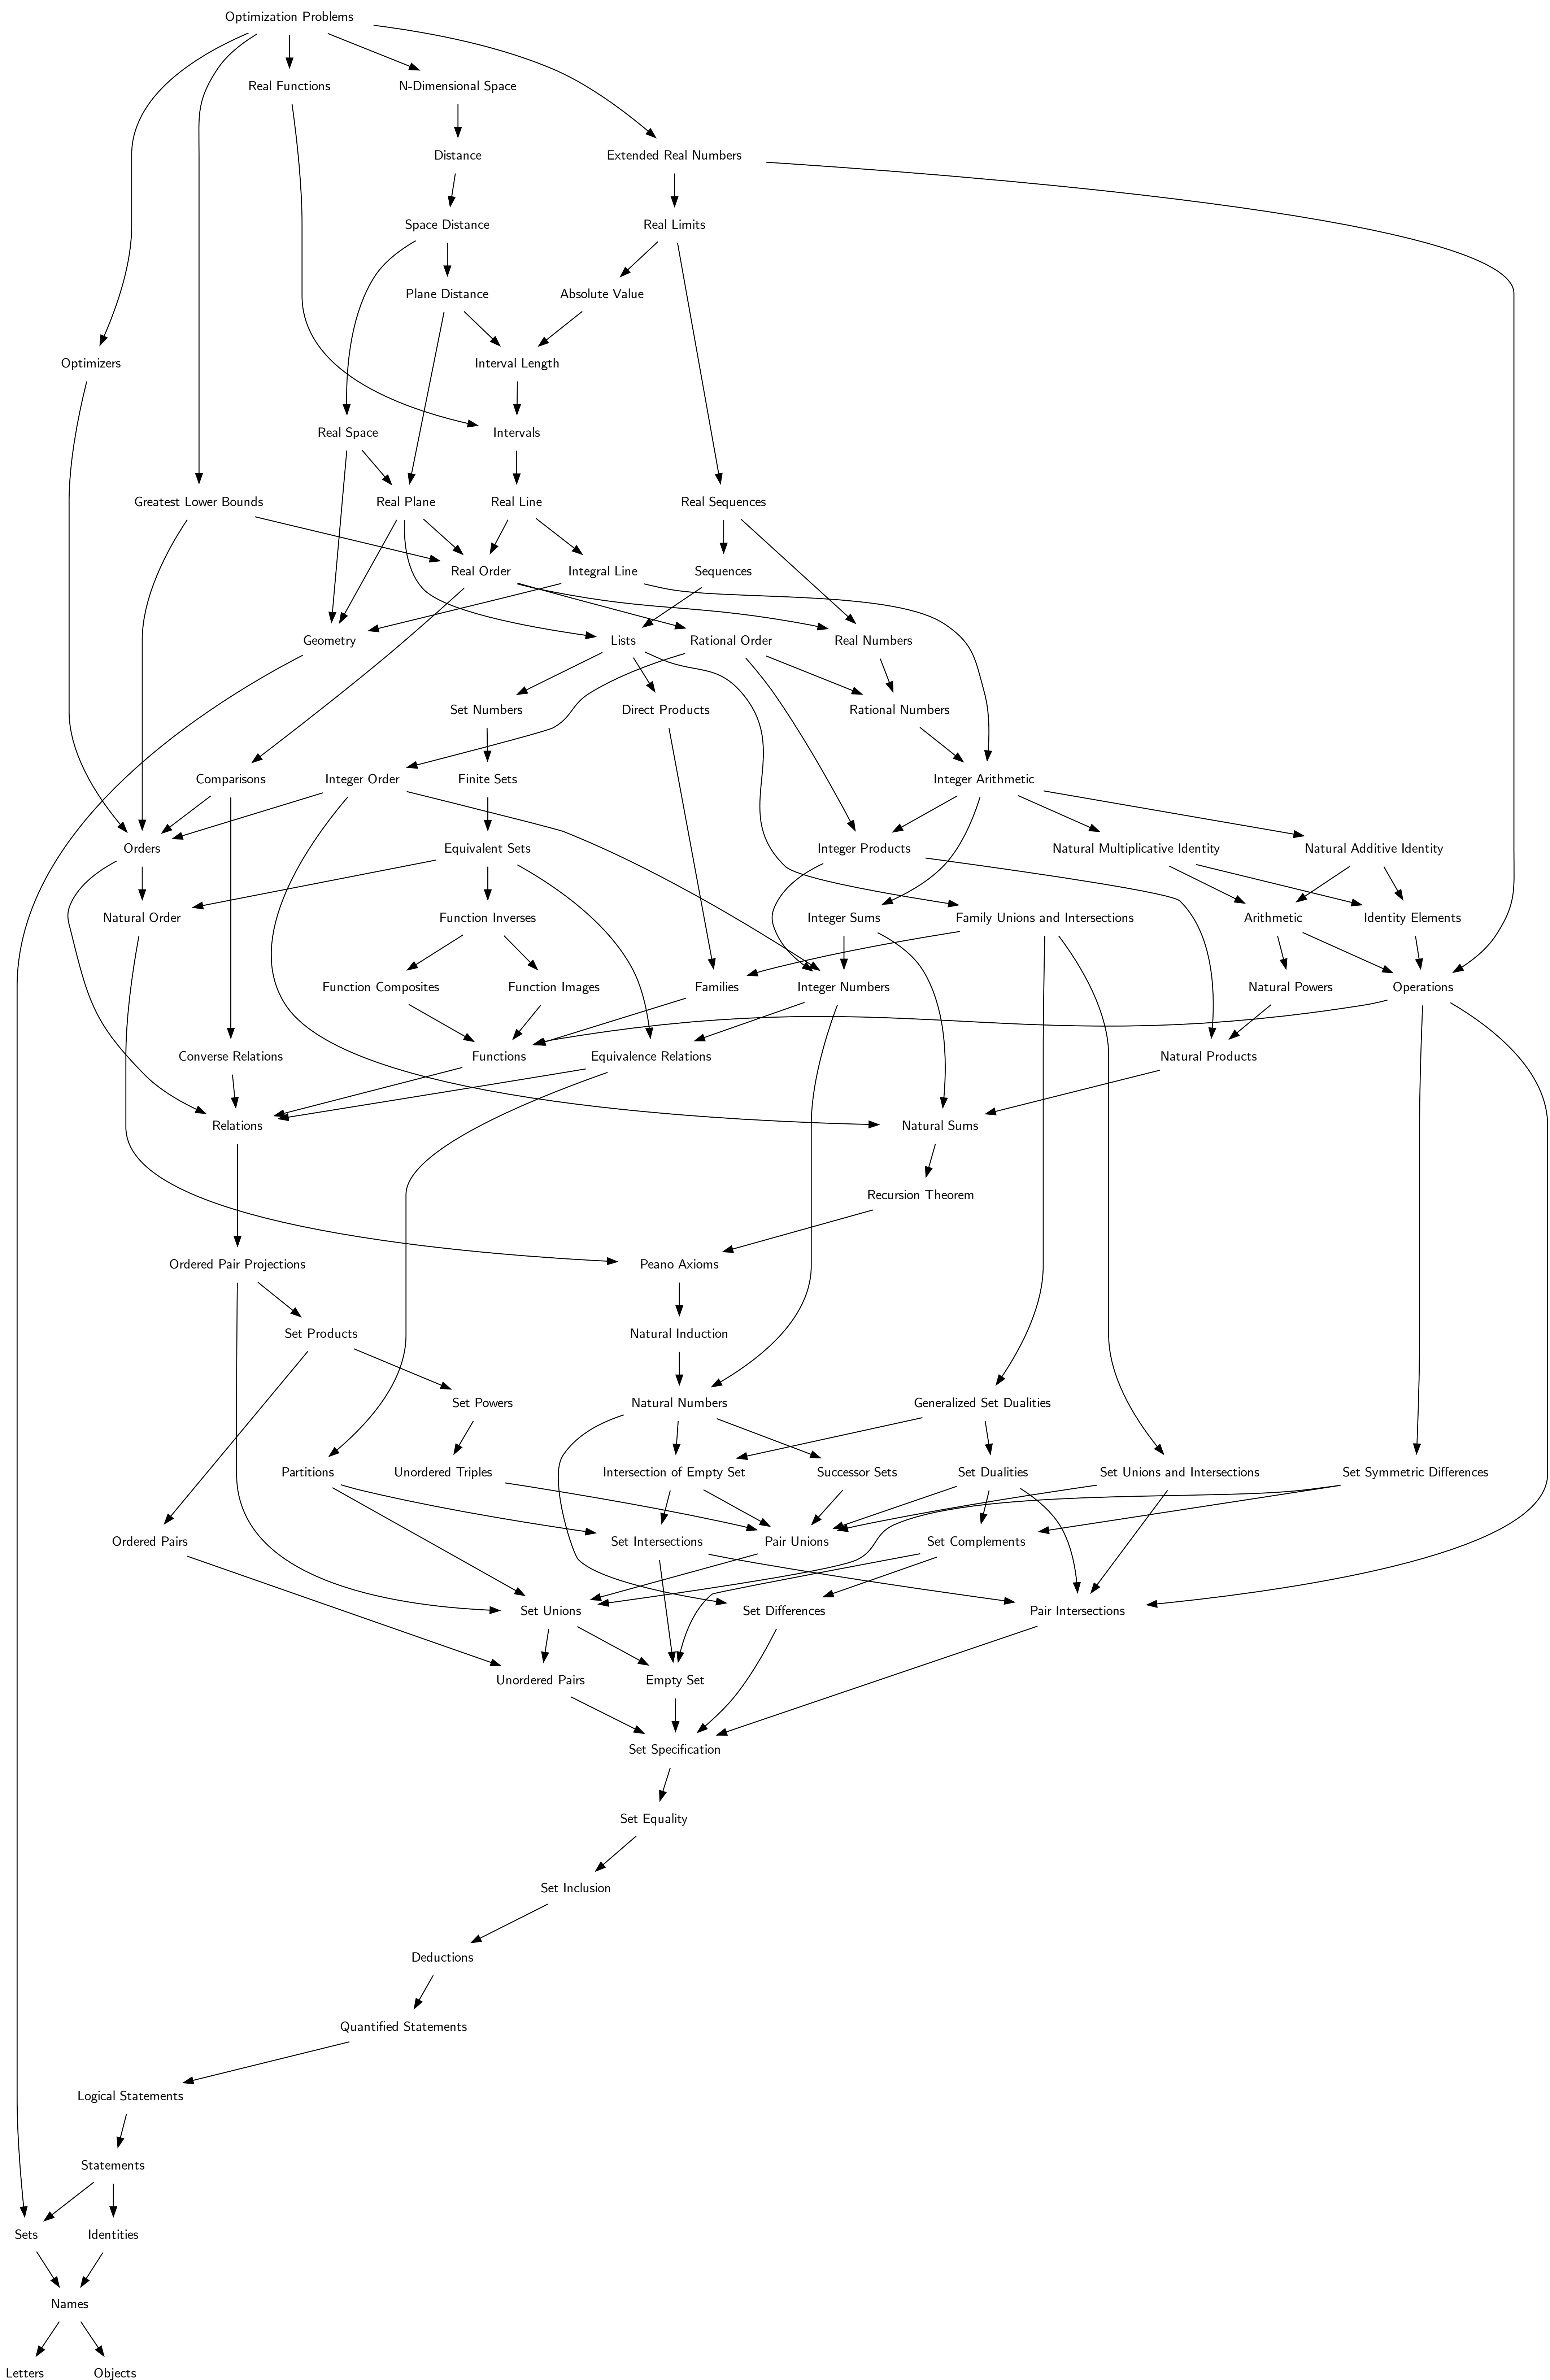 Optimization Problems
Real Functions
N-Dimensional Space
Distance
Extended Real Numbers
Space Distance
Real Limits
Plane Distance
Absolute Value
Optimizers
Interval Length
Real Space
Intervals
Greatest Lower Bounds
Real Plane
Real Line
Real Sequences
Real Order
Integral Line
Sequences
Geometry
Lists
Rational Order
Real Numbers
Set Numbers
Direct Products
Rational Numbers
Comparisons
Integer Order
Finite Sets
Integer Arithmetic
Orders
Equivalent Sets
Integer Products
Natural Multiplicative Identity
Natural Additive Identity
Natural Order
Function Inverses
Integer Sums
Family Unions and Intersections
Arithmetic
Identity Elements
Function Composites
Function Images
Families
Integer Numbers
Natural Powers
Operations
Converse Relations
Functions
Equivalence Relations
Natural Products
Relations
Natural Sums
Recursion Theorem
Ordered Pair Projections
Peano Axioms
Set Products
Natural Induction
Set Powers
Natural Numbers
Generalized Set Dualities
Partitions
Unordered Triples
Intersection of Empty Set
Successor Sets
Set Dualities
Set Unions and Intersections
Set Symmetric Differences
Ordered Pairs
Set Intersections
Pair Unions
Set Complements
Set Unions
Set Differences
Pair Intersections
Unordered Pairs
Empty Set
Set Specification
Set Equality
Set Inclusion
Deductions
Quantified Statements
Logical Statements
Statements
Sets
Identities
Names
Letters
Objects